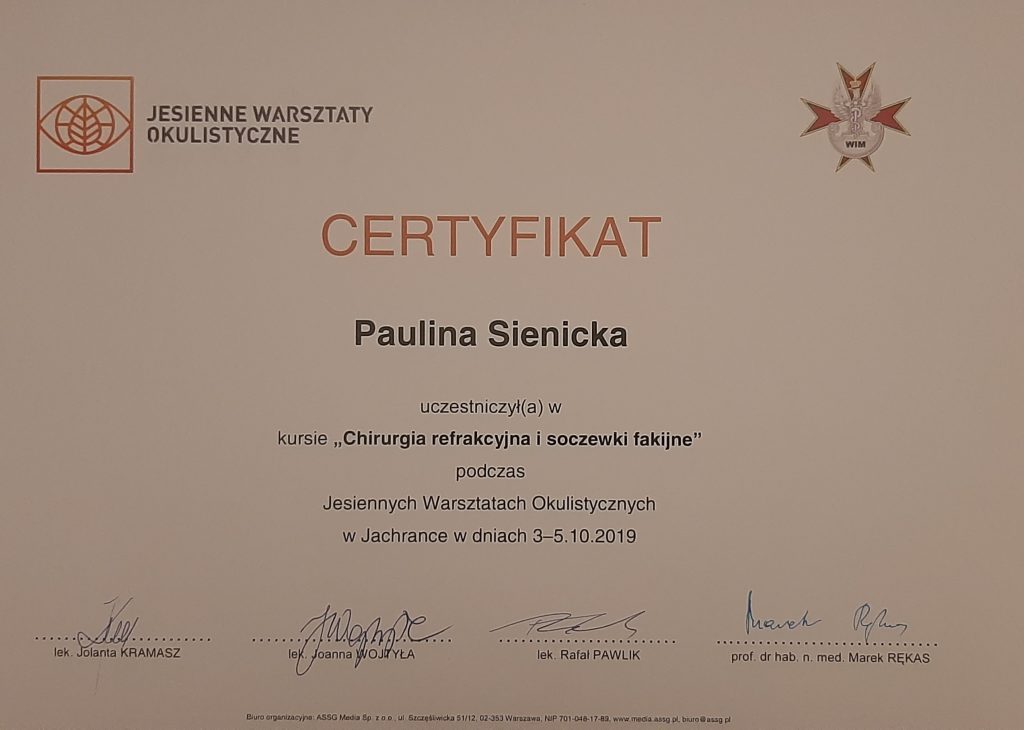 JESIENNE WARSZTATY
OKULISTYCZNE
WIM
CERTYFIKAT
Paulina Sienicka
uczestniczył(a) w
kursie „Chirurgia refrakcyjna i soczewki fakijne”
podczas
Jesiennych Warsztatach Okulistycznych
w Jachrance w dniach 3–5.10.2019
Marek Rękas
lek. Jolanta KRAMASZ
lek. Joanna WOJTYŁA
lek. Rafał PAWLIK
prof. dr hab. n. med. Marek RĘKAS
Biuro organizacyjne: ASSG Media Sp. z o.o., ul. Szczęśliwicka 51/12, 02-353 Warszawa, NIP 701-048-17-89, www.media.assg.pl, biuro@assg.pl